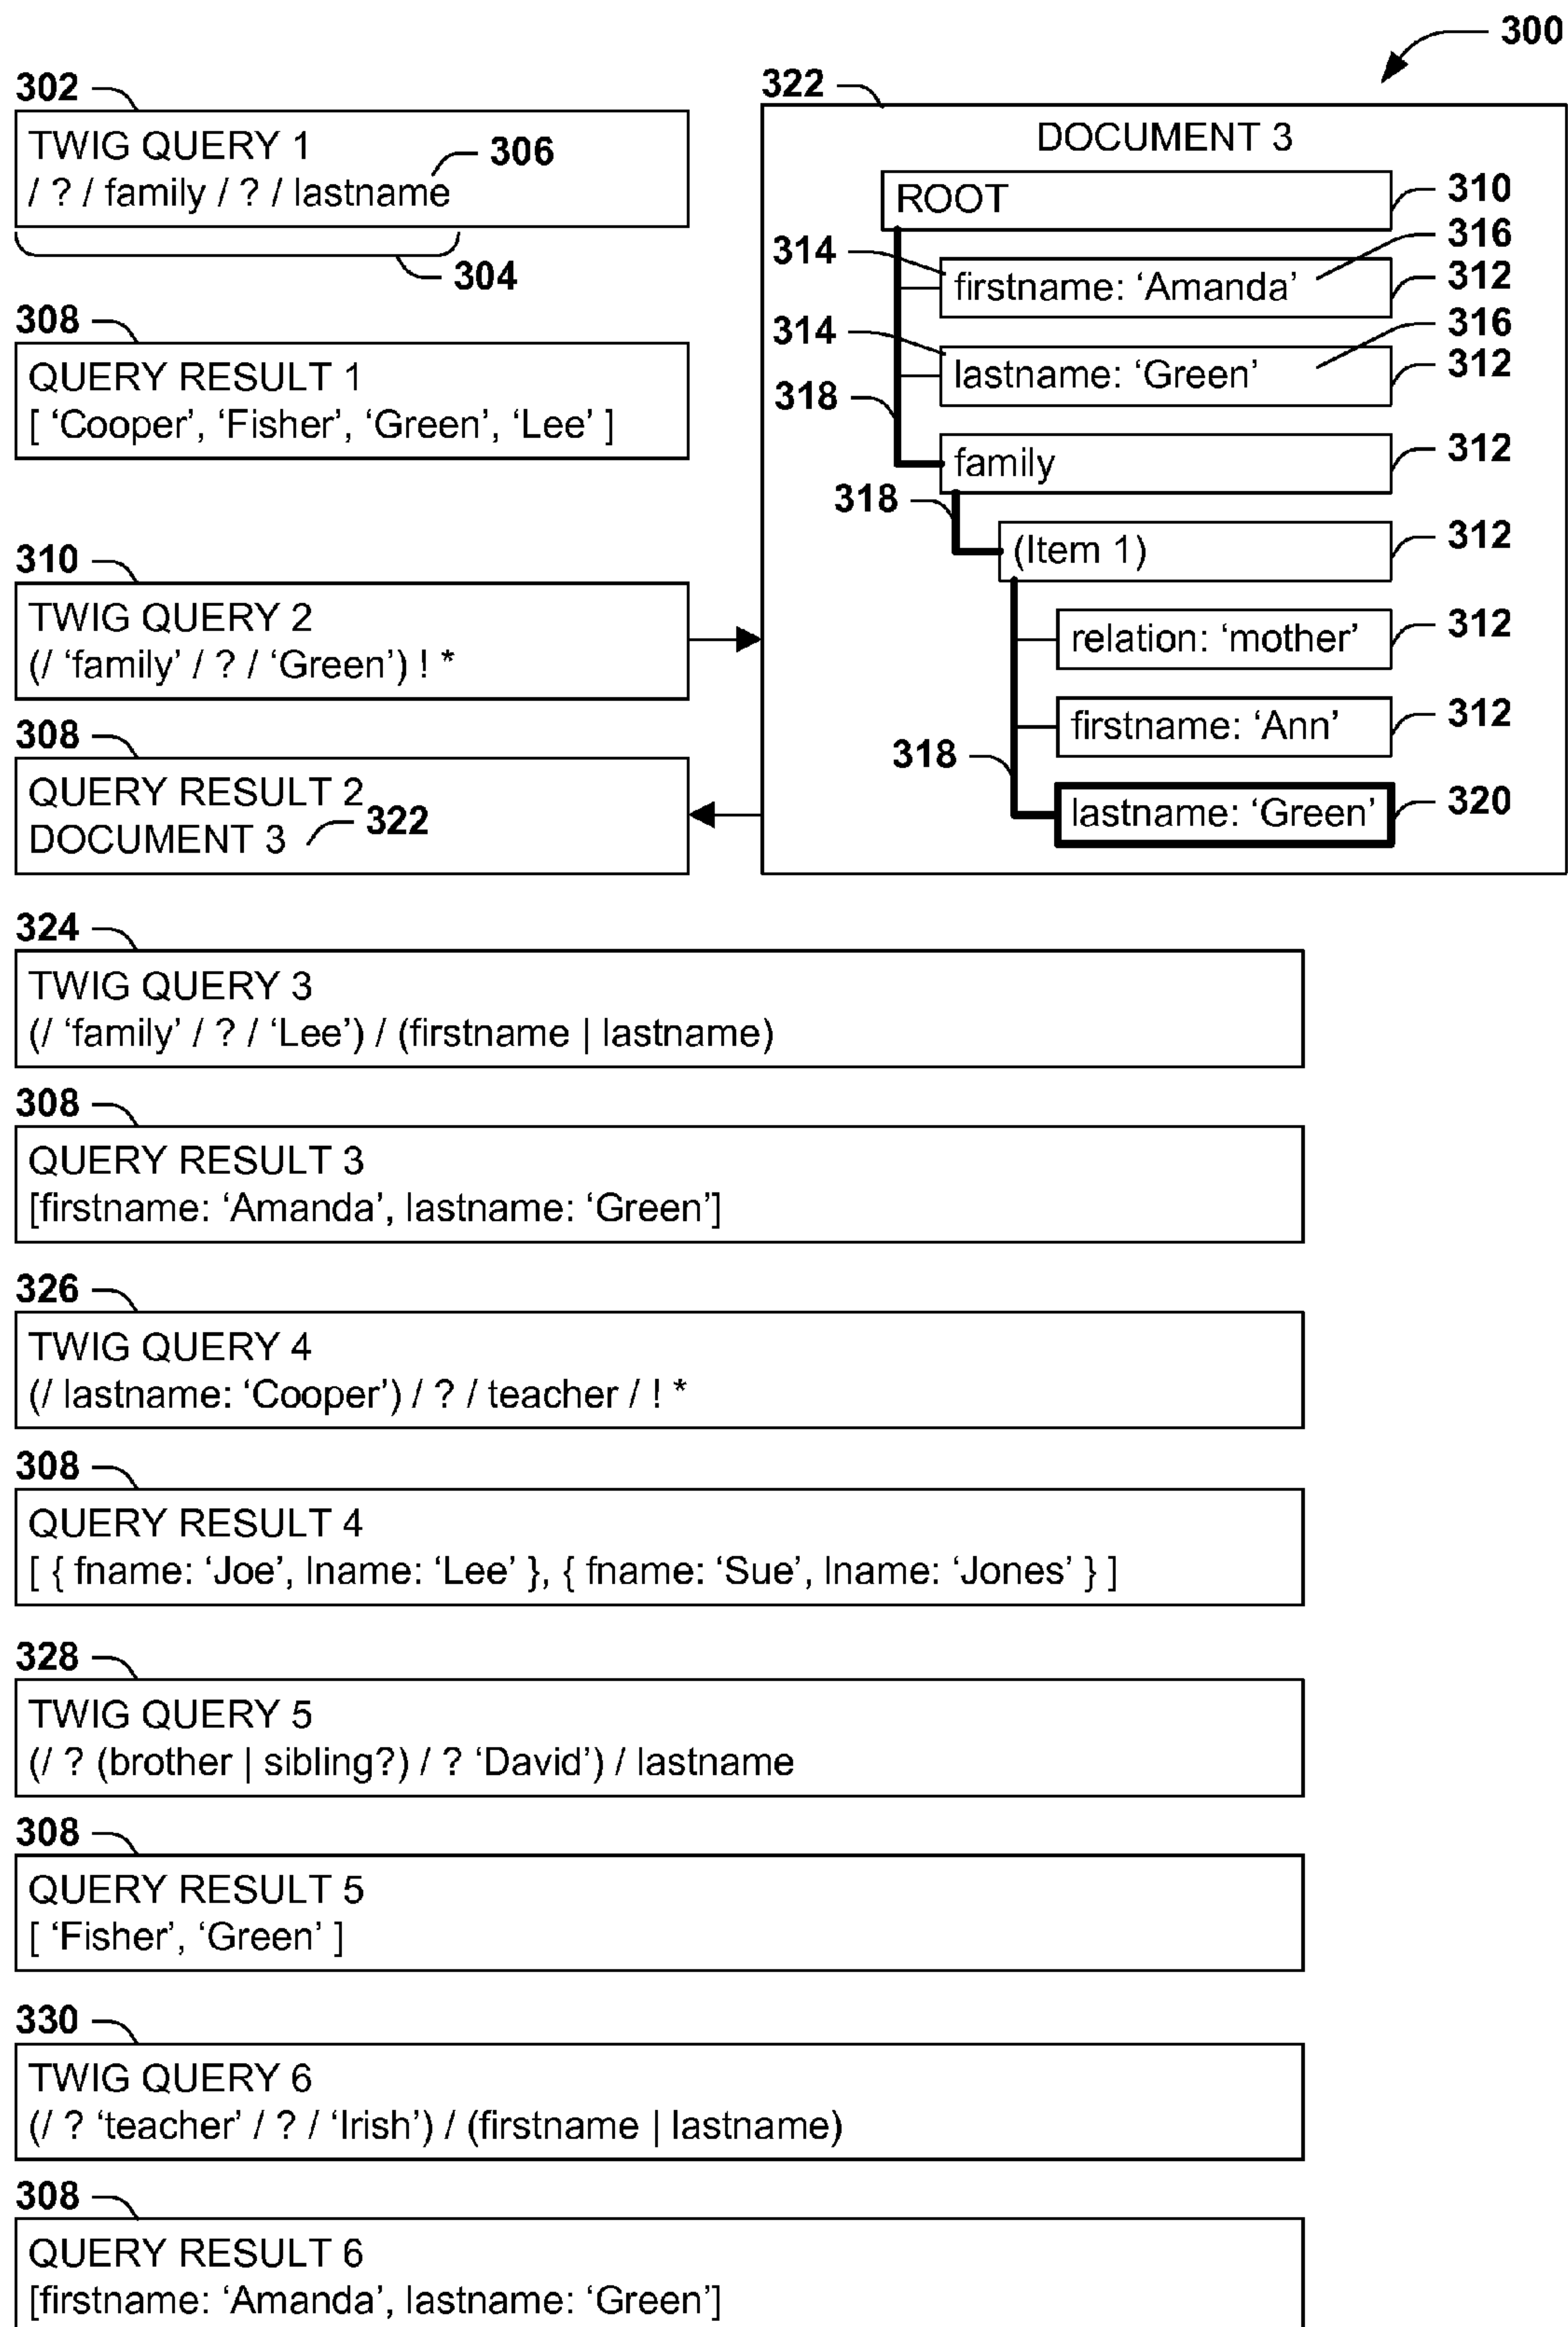 300
302
TWIG QUERY 1
/ ? / family / ? / lastname
306
304
308
QUERY RESULT 1
[ ‘Cooper’, ‘Fisher’, ‘Green’, ‘Lee’ ]
310
TWIG QUERY 2
(/ ‘family’ / ? / ‘Green’) ! *
308
QUERY RESULT 2
DOCUMENT 3
322
322
DOCUMENT 3
ROOT
310
314
316
firstname: ‘Amanda’
312
314
316
lastname: ‘Green’
312
318
family
312
318
(Item 1)
312
relation: ‘mother’
312
firstname: ‘Ann’
312
318
lastname: ‘Green’
320
324
TWIG QUERY 3
(/ ‘family’ / ? / ‘Lee’) / (firstname | lastname)
308
QUERY RESULT 3
[firstname: ‘Amanda’, lastname: ‘Green’]
326
TWIG QUERY 4
(/ lastname: ‘Cooper’) / ? / teacher / ! *
308
QUERY RESULT 4
[ { fname: ‘Joe’, lname: ‘Lee’ }, { fname: ‘Sue’, lname: ‘Jones’ } ]
328
TWIG QUERY 5
(/ ? (brother | sibling?) / ? ‘David’) / lastname
308
QUERY RESULT 5
[ ‘Fisher’, ‘Green’ ]
330
TWIG QUERY 6
(/ ? ‘teacher’ / ? / ‘Irish’) / (firstname | lastname)
308
QUERY RESULT 6
[firstname: ‘Amanda’, lastname: ‘Green’]